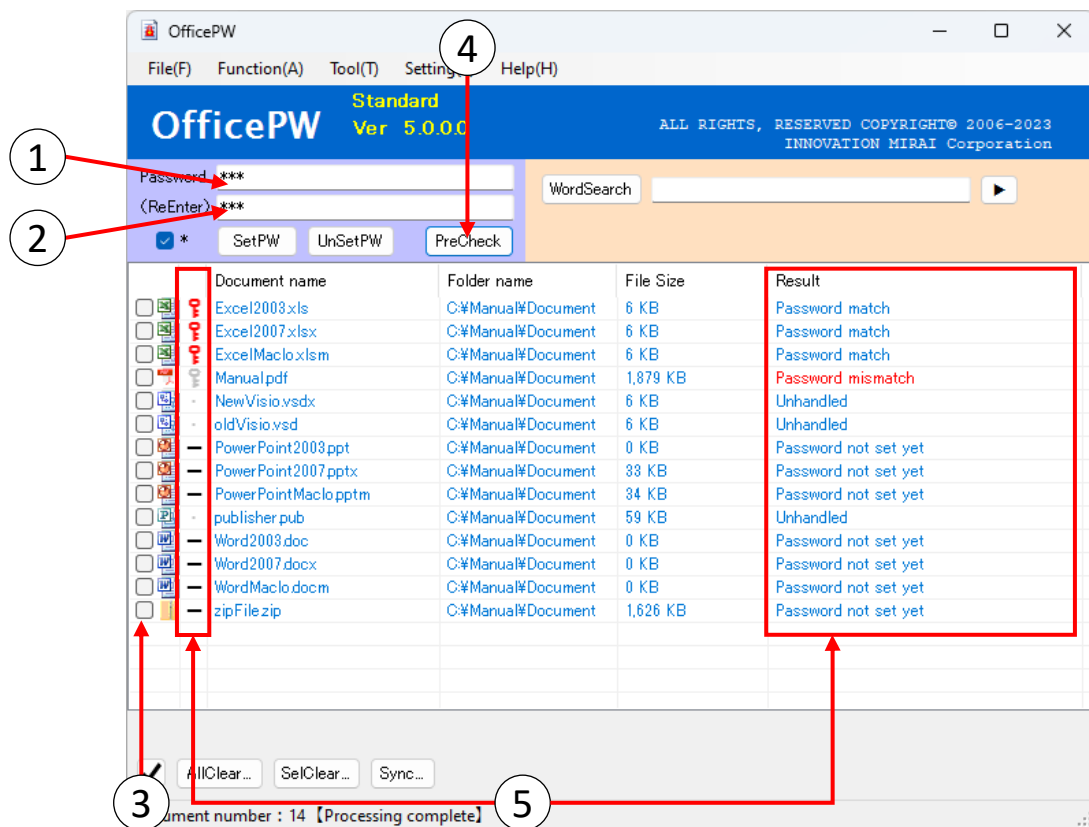 OfficePW
4
File(F) Function(A) Tool(T) Help(H)
Standard
OfficePW Ver 5.0.0.0
ALL RIGHTS, RESERVED COPYRIGHT© 2006-2023
INNOVATION MIRAI Corporation
1
Password ***
WordSearch
(ReEnter) ***
2
* SetPW UnSetPW PreCheck
Document name Folder name File Size Result
Excel2003.xls C:¥Manual¥Document 6 KB Password match
Excel2007.xlsx C:¥Manual¥Document 6 KB Password match
ExcelMaclo.xlsm C:¥Manual¥Document 6 KB Password match
Manual.pdf C:¥Manual¥Document 1,879 KB Password mismatch
NewVisio.vsdx C:¥Manual¥Document 6 KB Unhandled
oldVisio.vsd C:¥Manual¥Document 6 KB Unhandled
PowerPoint2003.ppt C:¥Manual¥Document 0 KB Password not set yet
PowerPoint2007.pptx C:¥Manual¥Document 33 KB Password not set yet
PowerPointMaclo.pptm C:¥Manual¥Document 34 KB Password not set yet
publisher.pub C:¥Manual¥Document 59 KB Unhandled
Word2003.doc C:¥Manual¥Document 0 KB Password not set yet
Word2007.docx C:¥Manual¥Document 0 KB Password not set yet
WordMaclo.docm C:¥Manual¥Document 0 KB Password not set yet
zipFile.zip C:¥Manual¥Document 1,626 KB Password not set yet
AllClear... SelClear... Sync...
3
5
number : 14【Processing complete】